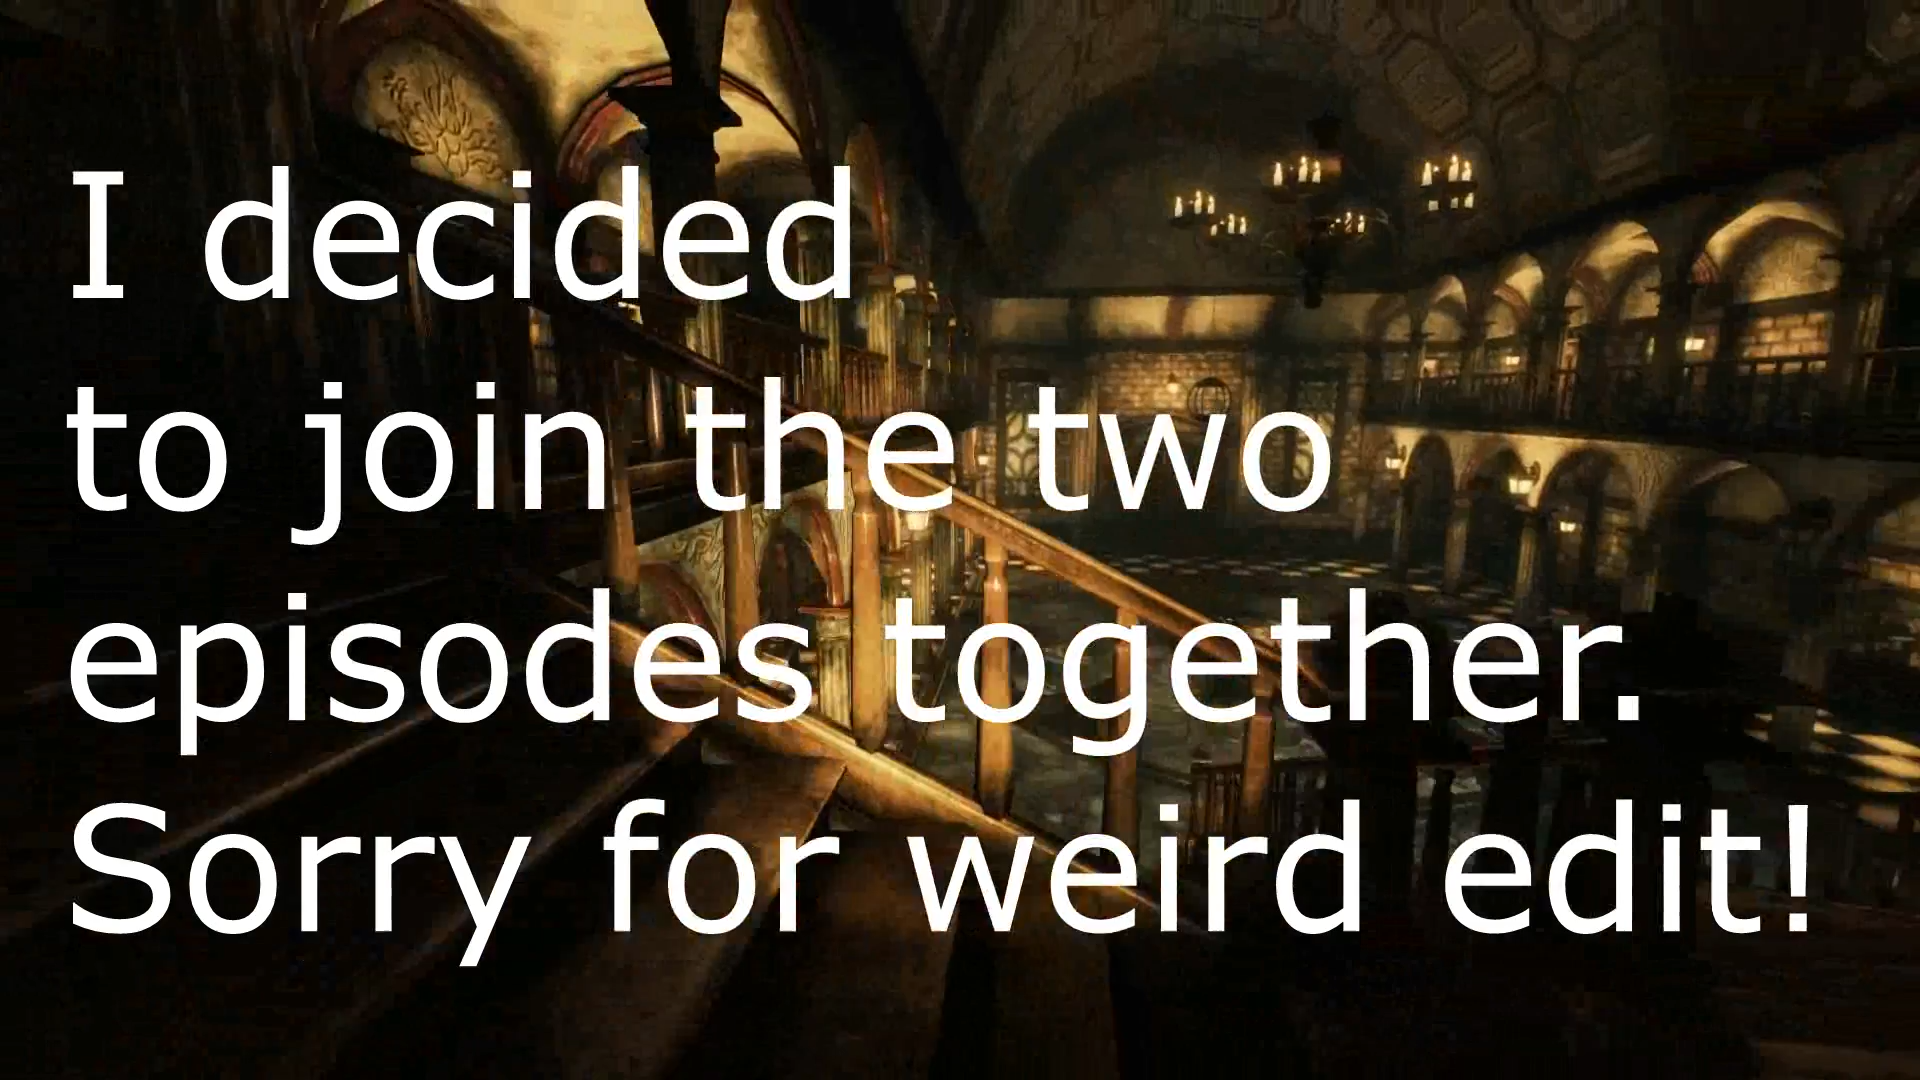 I decided
to join the two
episodes together.
Sorry for weird edit!